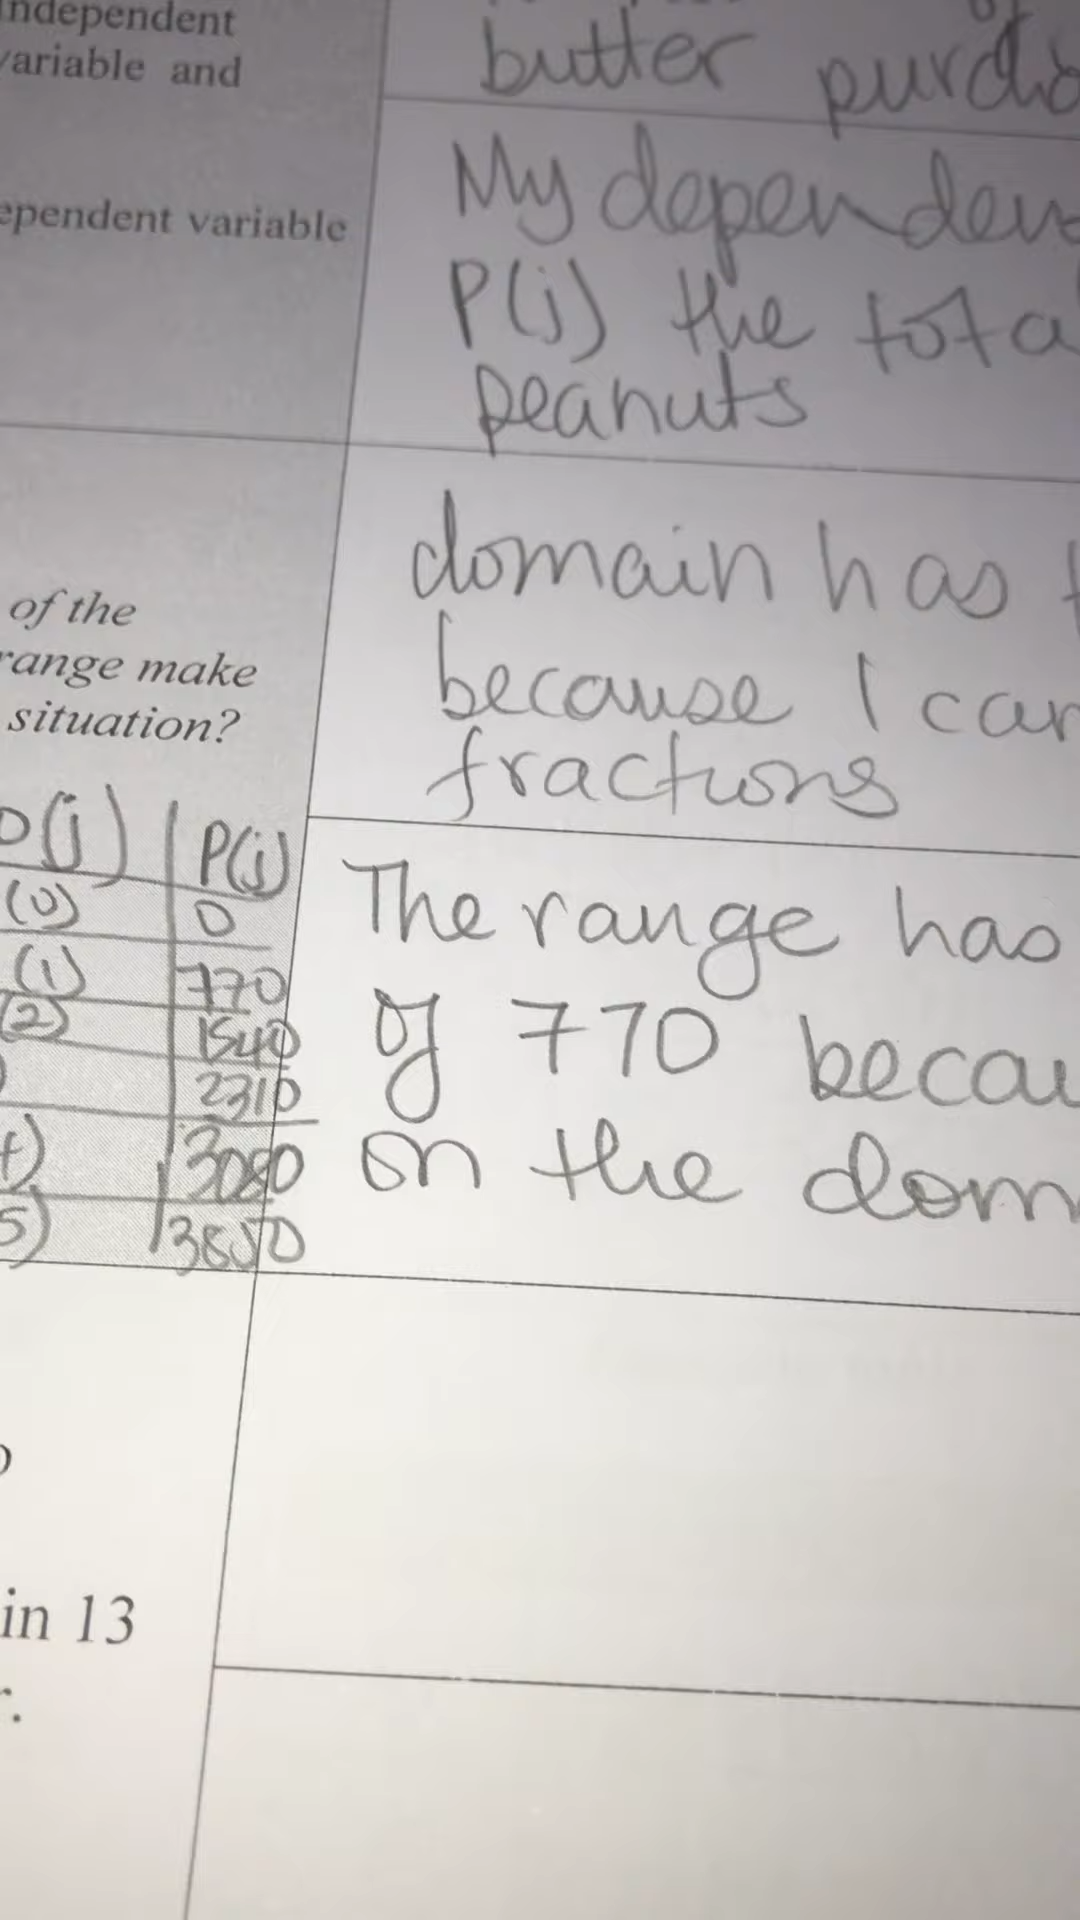 independent
variable and
butter
ependent variable
My depen
P(j) the tota
peanuts
domain has
because I can
fractions
of the
range make
situation?
P(j) P(j)
(0) 0
(1) 770
(2) 1540
2310
3080
5) 3850
The range has
of 770 becau
on the dom
in 13
r.